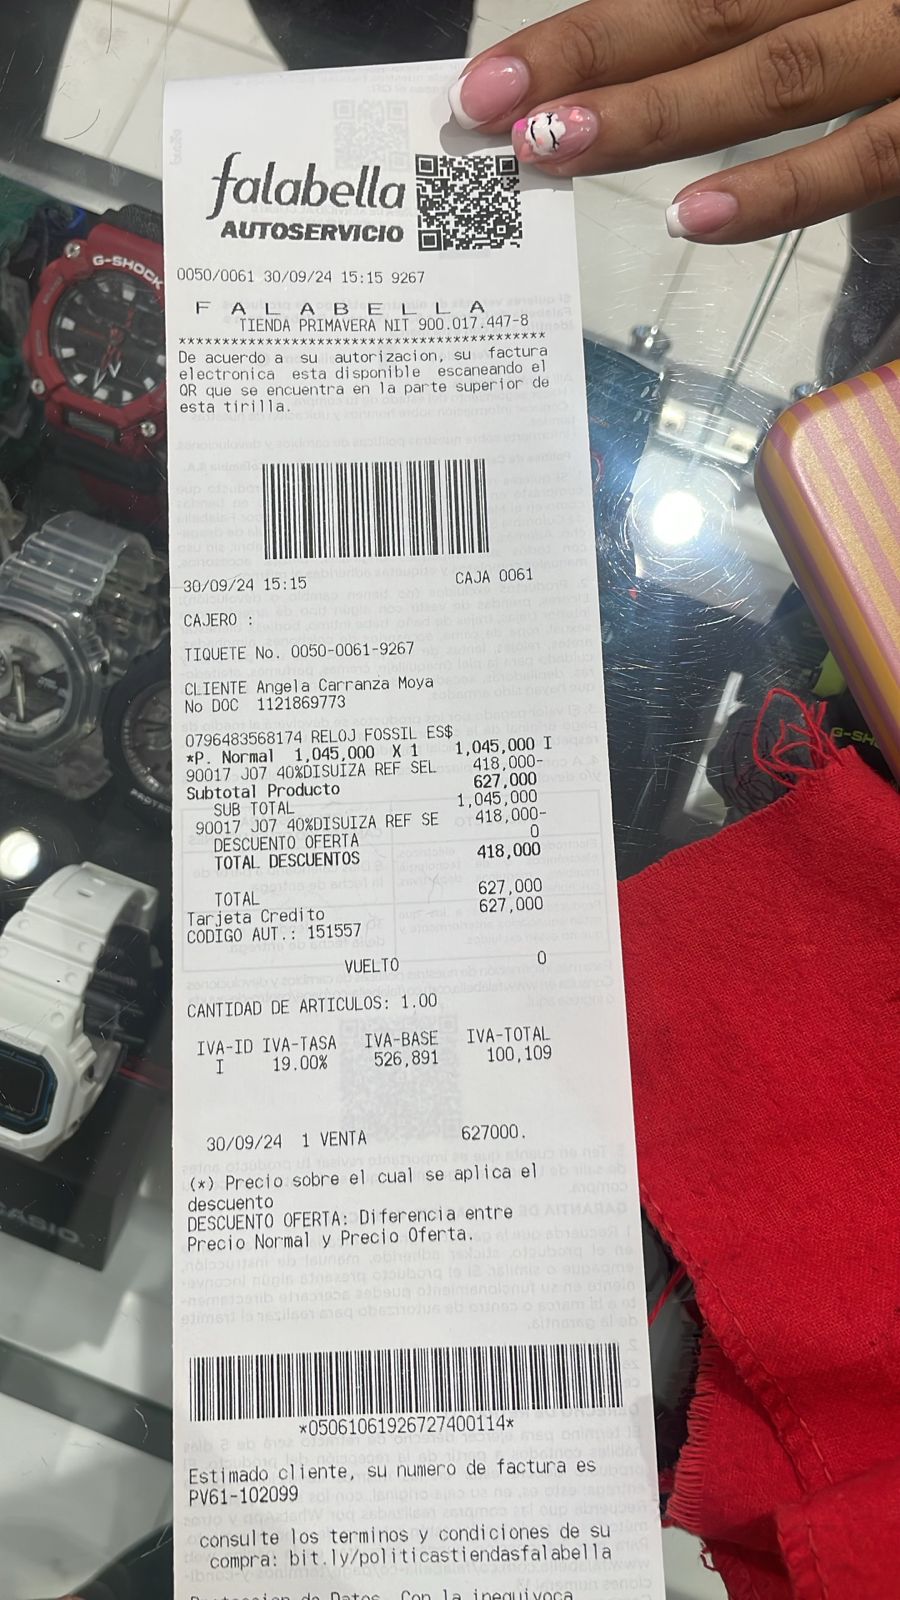 falabella
AUTOSERVICIO
0050/0061 30/09/24 15:15 9267
F A L A B E L L A
TIENDA PRIMAVERA NIT 900.017.447-8
********************************************
De acuerdo a su autorizacion, su factura
electronica esta disponible escaneando el
QR que se encuentra en la parte superior de
esta tirilla.
30/09/24 15:15 CAJA 0061
CAJERO :
TIQUETE No. 0050-0061-9267
CLIENTE Angela Carranza Moya
No DOC 1121869773
0796483568174 RELOJ FOSSIL ES$
*P. Normal 1,045,000 X 1 1,045,000 I
90017 J07 40%DISUIZA REF SEL 418,000-
Subtotal Producto 627,000
SUB TOTAL 1,045,000
90017 J07 40%DISUIZA REF SE 418,000-
DESCUENTO OFERTA 0
TOTAL DESCUENTOS 418,000
TOTAL 627,000
Tarjeta Credito 627,000
CODIGO AUT.: 151557
VUELTO 0
CANTIDAD DE ARTICULOS: 1.00
IVA-ID IVA-TASA IVA-BASE IVA-TOTAL
I 19.00% 526,891 100,109
30/09/24 1 VENTA 627000.
(*) Precio sobre el cual se aplica el
descuento
DESCUENTO OFERTA: Diferencia entre
Precio Normal y Precio Oferta.
*05061061926727400114*
Estimado cliente, su numero de factura es
PV61-102099
consulte los terminos y condiciones de su
compra: bit.ly/politicastiendasfalabella
Datos. Con la inequivoca
G-SHOCK
G-SH
CASIO